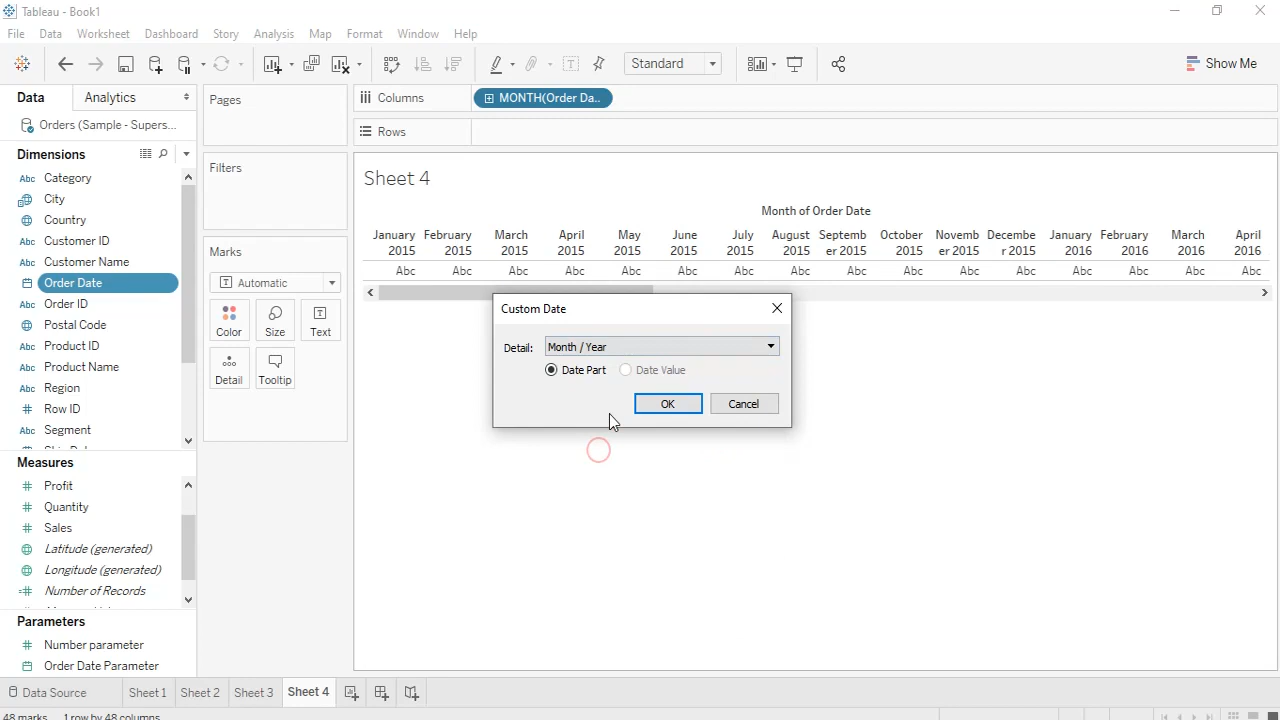 Tableau - Book1
File Data Worksheet Dashboard Story Analysis Map Format Window Help
Standard
Show Me
Data Analytics
Orders (Sample - Supers...
Dimensions
Abc Category
City
Country
Abc Customer ID
Abc Customer Name
Order Date
Abc Order ID
Postal Code
Abc Product ID
Abc Product Name
Abc Region
Row ID
Abc Segment
Measures
Profit
Quantity
Sales
Latitude (generated)
Longitude (generated)
Number of Records
Parameters
Number parameter
Order Date Parameter
Pages
Filters
Marks
Automatic
Color Size Text
Detail Tooltip
Columns MONTH(Order Da..
Rows
Sheet 4
Month of Order Date
January February March April May June July August Septemb October Novemb Decembe January February March April
2015 2015 2015 2015 2015 2015 2015 2015 er 2015 2015 er 2015 r 2015 2016 2016 2016 2016
Abc Abc Abc Abc Abc Abc Abc Abc Abc Abc Abc Abc Abc Abc Abc Abc
Custom Date
Detail: Month / Year
Date Part Date Value
OK Cancel
Data Source Sheet 1 Sheet 2 Sheet 3 Sheet 4
48 marks 1 row by 48 columns